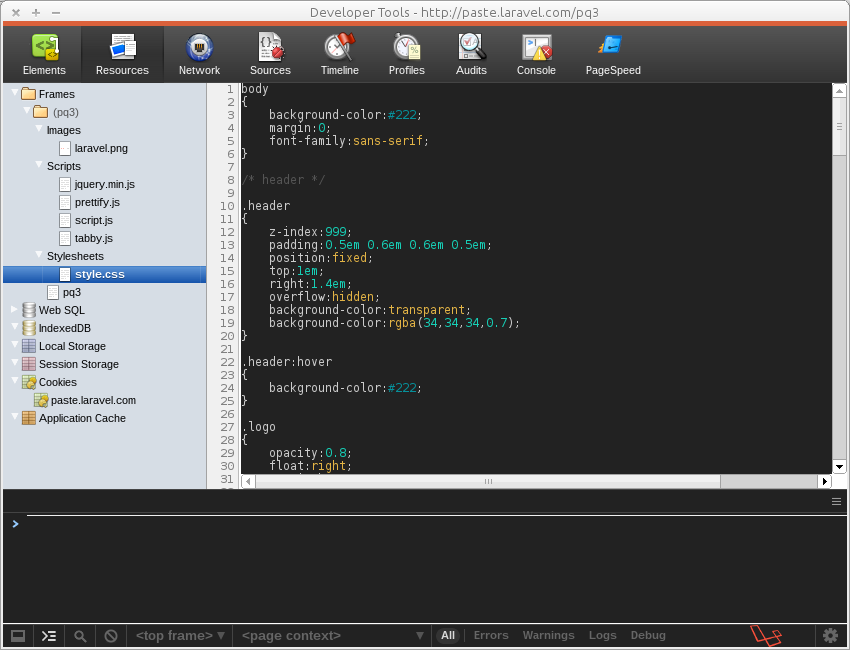 Developer Tools - http://paste.laravel.com/pq3
Elements Resources Network Sources Timeline Profiles Audits Console PageSpeed
Frames
(pq3)
Images
laravel.png
Scripts
jquery.min.js
prettify.js
script.js
tabby.js
Stylesheets
style.css
pq3
Web SQL
IndexedDB
Local Storage
Session Storage
Cookies
paste.laravel.com
Application Cache
1 body
2 {
3 background-color:#222;
4 margin:0;
5 font-family:sans-serif;
6 }
7
8 /* header */
9
10 .header
11 {
12 z-index:999;
13 padding:0.5em 0.6em 0.6em 0.5em;
14 position:fixed;
15 top:1em;
16 right:1.4em;
17 overflow:hidden;
18 background-color:transparent;
19 background-color:rgba(34,34,34,0.7);
20 }
21
22 .header:hover
23 {
24 background-color:#222;
25 }
26
27 .logo
28 {
29 opacity:0.8;
30 float:right;
31
>
<top frame> <page context> All Errors Warnings Logs Debug